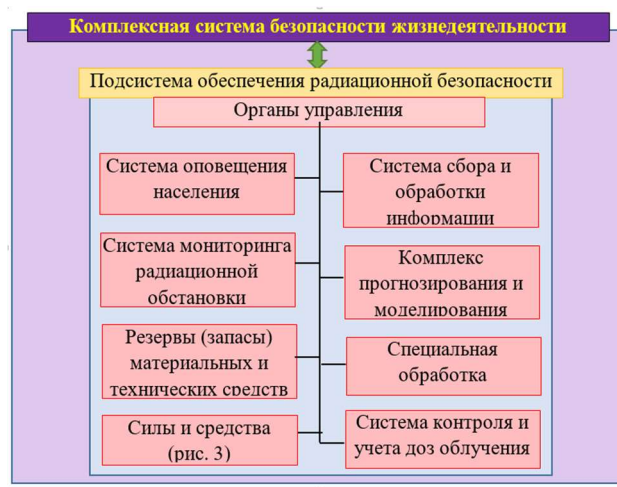 Комплексная система безопасности жизнедеятельности
Подсистема обеспечения радиационной безопасности
Органы управления
Система оповещения
населения
Система сбора и
обработки
информации
Система мониторинга
радиационной
обстановки
Комплекс
прогнозирования и
моделирования
Резервы (запасы)
материальных и
технических средств
Специальная
обработка
Силы и средства
(рис. 3)
Система контроля и
учета доз облучения